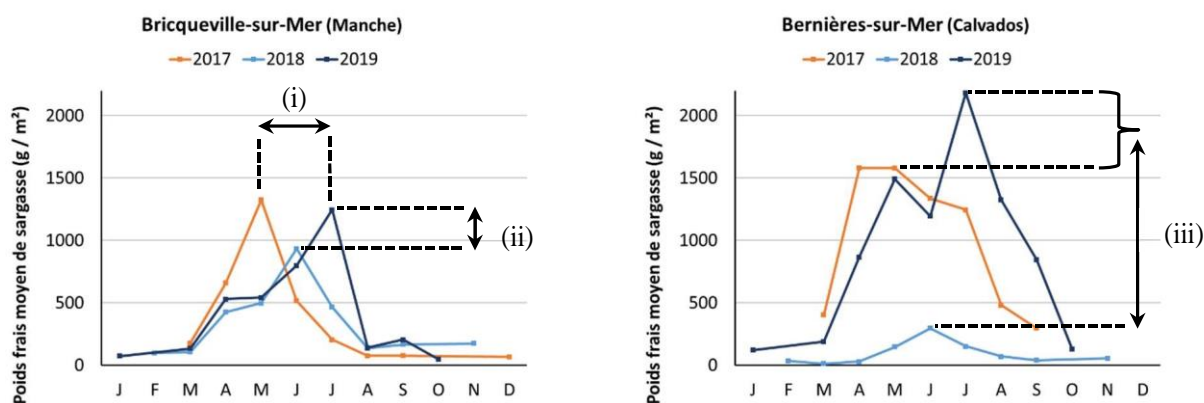 Bricqueville-sur-Mer (Manche)
2017 2018 2019
Poids frais moyen de sargasse (g / m²)
2000
1500
1000
500
0
J F M A M J J A S O N D
(i)
(ii)
Bernières-sur-Mer (Calvados)
2017 2018 2019
Poids frais moyen de sargasse (g / m²)
2000
1500
1000
500
0
J F M A M J J A S O N D
(iii)